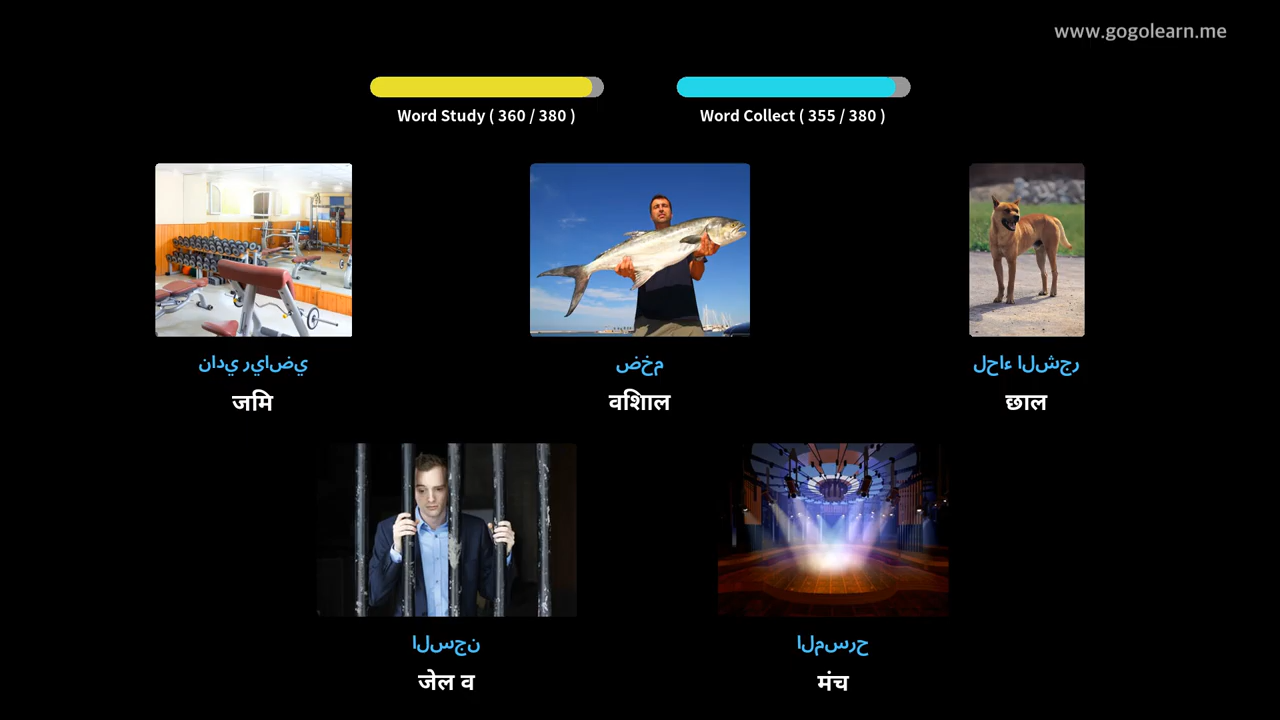 www.gogolearn.me
Word Study ( 360 / 380 )
Word Collect ( 355 / 380 )
نادي رياضي
ضخم
لحاء الشجر
जमि
वशिाल
छाल
السجن
المسرح
जेल व
मंच